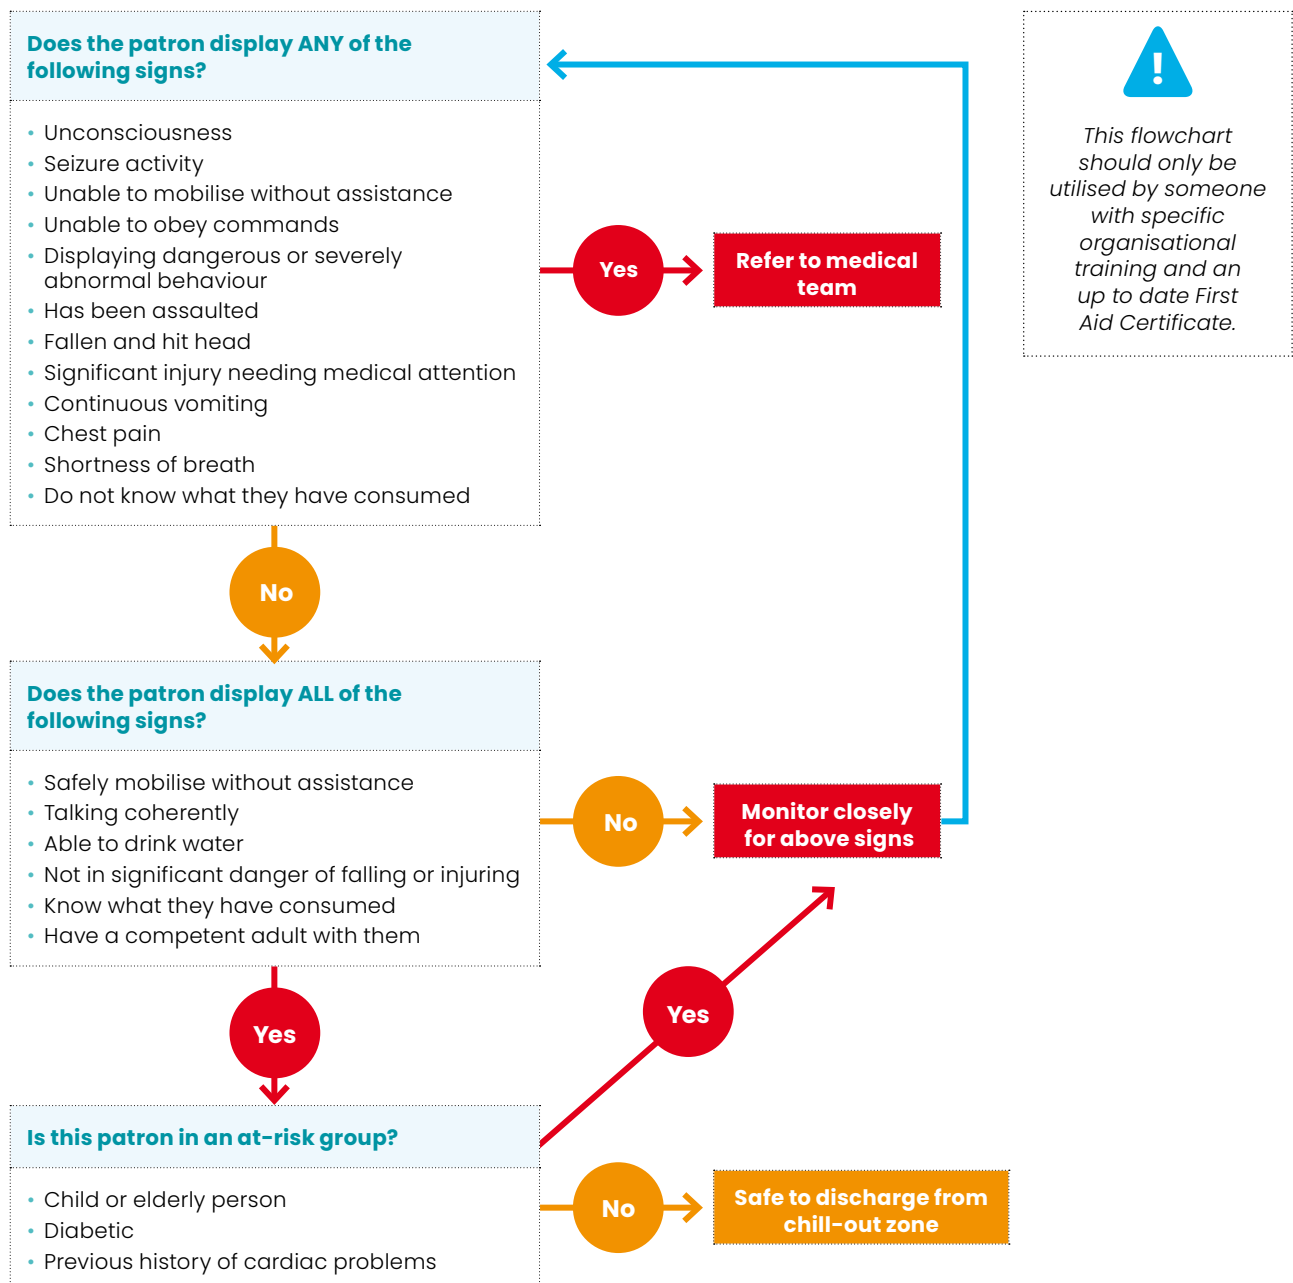 Does the patron display ANY of the
following signs?
• Unconsciousness
• Seizure activity
• Unable to mobilise without assistance
• Unable to obey commands
• Displaying dangerous or severely
abnormal behaviour
• Has been assaulted
• Fallen and hit head
• Significant injury needing medical attention
• Continuous vomiting
• Chest pain
• Shortness of breath
• Do not know what they have consumed
Yes
Refer to medical
team
!
This flowchart
should only be
utilised by someone
with specific
organisational
training and an
up to date First
Aid Certificate.
No
Does the patron display ALL of the
following signs?
• Safely mobilise without assistance
• Talking coherently
• Able to drink water
• Not in significant danger of falling or injuring
• Know what they have consumed
• Have a competent adult with them
No
Monitor closely
for above signs
Yes
Yes
Is this patron in an at-risk group?
• Child or elderly person
• Diabetic
• Previous history of cardiac problems
No
Safe to discharge from
chill-out zone